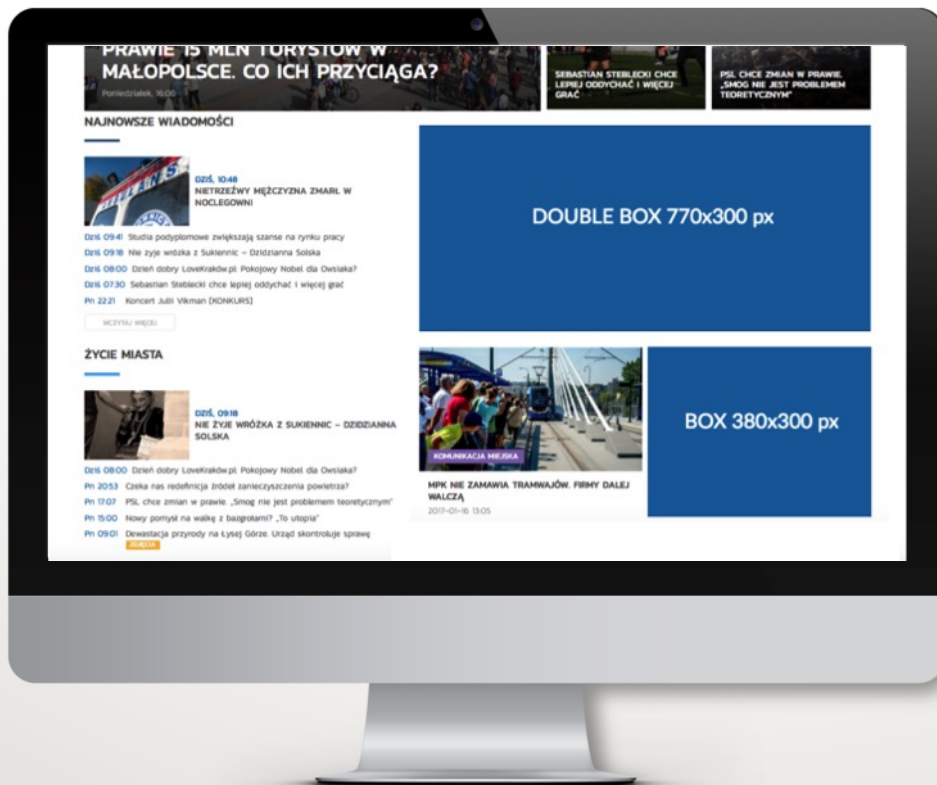 PRAWIE 15 MLN TURYSTÓW W
MAŁOPOLSCE. CO ICH PRZYCIĄGA?
Poniedziałek, 16:00
SEBASTIAN STEBLECKI CHCE
LEPIEJ ODDYCHAĆ I WIĘCEJ
GRAĆ
PSL CHCE ZMIAN W PRAWIE.
„SMOG NIE JEST PROBLEMEM
TEORETYCZNYM”
NAJNOWSZE WIADOMOŚCI
DZIŚ, 10:48
NIETRZEŹWY MĘŻCZYZNA ZMARŁ W
NOCLEGOWNI
Dziś 09:41 Studia podyplomowe zwiększają szanse na rynku pracy
Dziś 09:18 Nie żyje wróżka z Sukiennic – Dzidzianna Solska
Dziś 08:00 Dzień dobry LoveKraków.pl: Pokojowy Nobel dla Owsiaka?
Dziś 07:30 Sebastian Steblecki chce lepiej oddychać i więcej grać
Pn 22:21 Koncert Julii Vikman [KONKURS]
WCZYTAJ WIĘCEJ
DOUBLE BOX 770x300 px
ŻYCIE MIASTA
DZIŚ, 09:18
NIE ŻYJE WRÓŻKA Z SUKIENNIC – DZIDZIANNA
SOLSKA
Dziś 08:00 Dzień dobry LoveKraków.pl: Pokojowy Nobel dla Owsiaka?
Pn 20:53 Czeka nas redefinicja źródeł zanieczyszczenia powietrza?
Pn 17:07 PSL chce zmian w prawie. „Smog nie jest problemem teoretycznym”
Pn 15:00 Nowy pomysł na walkę z bazgrołami? „To utopia”
Pn 09:01 Dewastacja przyrody na Łysej Górze. Urząd skontroluje sprawę
ZDJĘCIA
KOMUNIKACJA MIEJSKA
MPK NIE ZAMAWIA TRAMWAJÓW. FIRMY DALEJ
WALCZĄ
2017-01-16 13:05
BOX 380x300 px